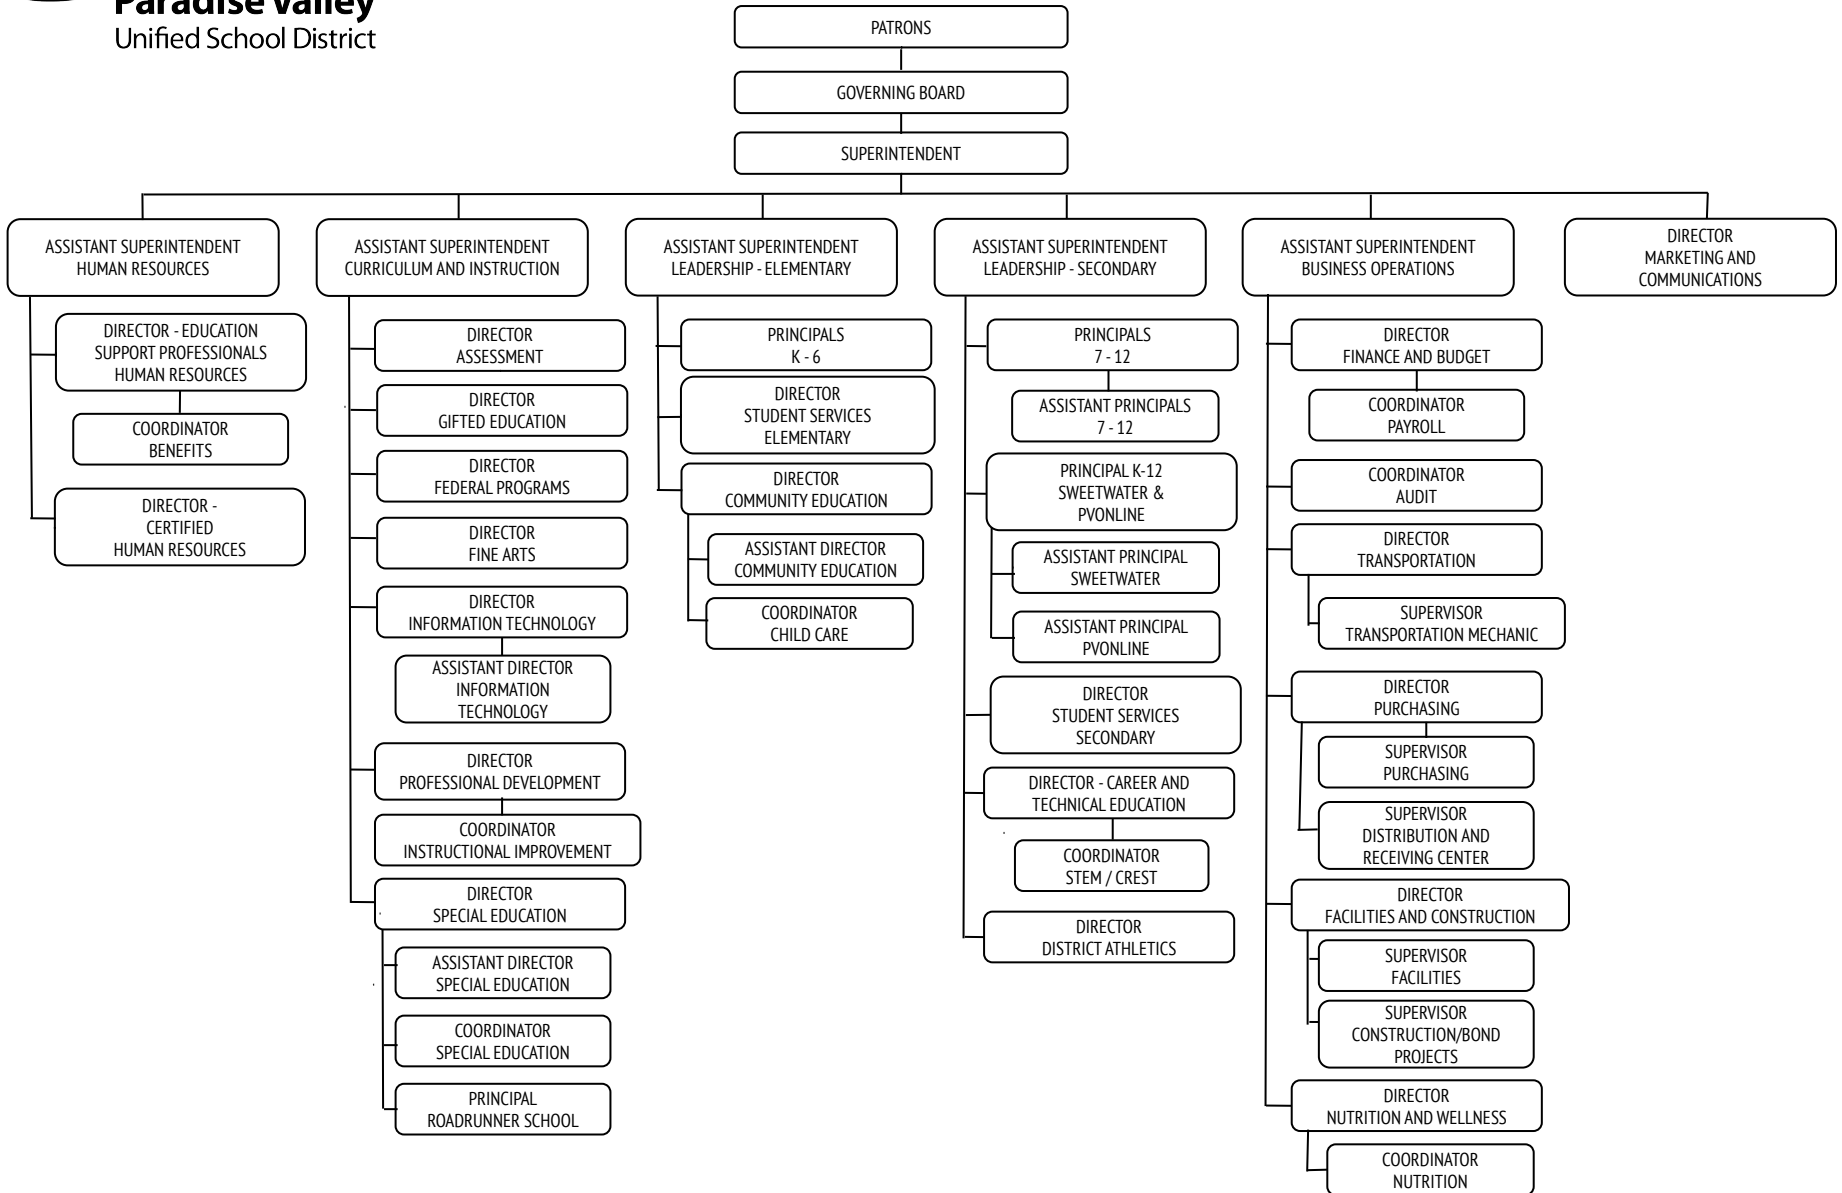 Paradise Valley
Unified School District
PATRONS
GOVERNING BOARD
SUPERINTENDENT
ASSISTANT SUPERINTENDENT
HUMAN RESOURCES
DIRECTOR - EDUCATION
SUPPORT PROFESSIONALS
HUMAN RESOURCES
COORDINATOR
BENEFITS
DIRECTOR -
CERTIFIED
HUMAN RESOURCES
ASSISTANT SUPERINTENDENT
CURRICULUM AND INSTRUCTION
DIRECTOR
ASSESSMENT
DIRECTOR
GIFTED EDUCATION
DIRECTOR
FEDERAL PROGRAMS
DIRECTOR
FINE ARTS
DIRECTOR
INFORMATION TECHNOLOGY
ASSISTANT DIRECTOR
INFORMATION
TECHNOLOGY
DIRECTOR
PROFESSIONAL DEVELOPMENT
COORDINATOR
INSTRUCTIONAL IMPROVEMENT
DIRECTOR
SPECIAL EDUCATION
ASSISTANT DIRECTOR
SPECIAL EDUCATION
COORDINATOR
SPECIAL EDUCATION
PRINCIPAL
ROADRUNNER SCHOOL
ASSISTANT SUPERINTENDENT
LEADERSHIP - ELEMENTARY
PRINCIPALS
K - 6
DIRECTOR
STUDENT SERVICES
ELEMENTARY
DIRECTOR
COMMUNITY EDUCATION
ASSISTANT DIRECTOR
COMMUNITY EDUCATION
COORDINATOR
CHILD CARE
ASSISTANT SUPERINTENDENT
LEADERSHIP - SECONDARY
PRINCIPALS
7 - 12
ASSISTANT PRINCIPALS
7 - 12
PRINCIPAL K-12
SWEETWATER &
PVONLINE
ASSISTANT PRINCIPAL
SWEETWATER
ASSISTANT PRINCIPAL
PVONLINE
DIRECTOR
STUDENT SERVICES
SECONDARY
DIRECTOR - CAREER AND
TECHNICAL EDUCATION
COORDINATOR
STEM / CREST
DIRECTOR
DISTRICT ATHLETICS
ASSISTANT SUPERINTENDENT
BUSINESS OPERATIONS
DIRECTOR
FINANCE AND BUDGET
COORDINATOR
PAYROLL
COORDINATOR
AUDIT
DIRECTOR
TRANSPORTATION
SUPERVISOR
TRANSPORTATION MECHANIC
DIRECTOR
PURCHASING
SUPERVISOR
PURCHASING
SUPERVISOR
DISTRIBUTION AND
RECEIVING CENTER
DIRECTOR
FACILITIES AND CONSTRUCTION
SUPERVISOR
FACILITIES
SUPERVISOR
CONSTRUCTION/BOND
PROJECTS
DIRECTOR
NUTRITION AND WELLNESS
COORDINATOR
NUTRITION
DIRECTOR
MARKETING AND
COMMUNICATIONS